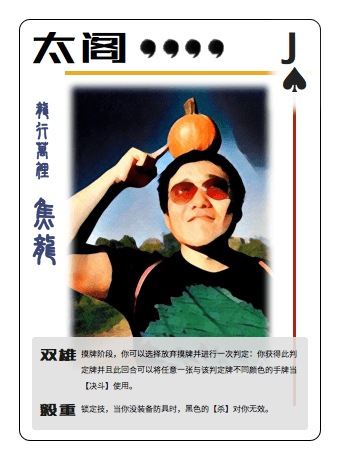 太阁 J
龍行萬裡
焦龍
双雄 摸牌阶段，你可以选择放弃摸牌并进行一次判定：你获得此判
定牌并且此回合可以将任意一张与该判定牌不同颜色的手牌当
【决斗】使用。
毅重 锁定技，当你没装备防具时，黑色的【杀】对你无效。